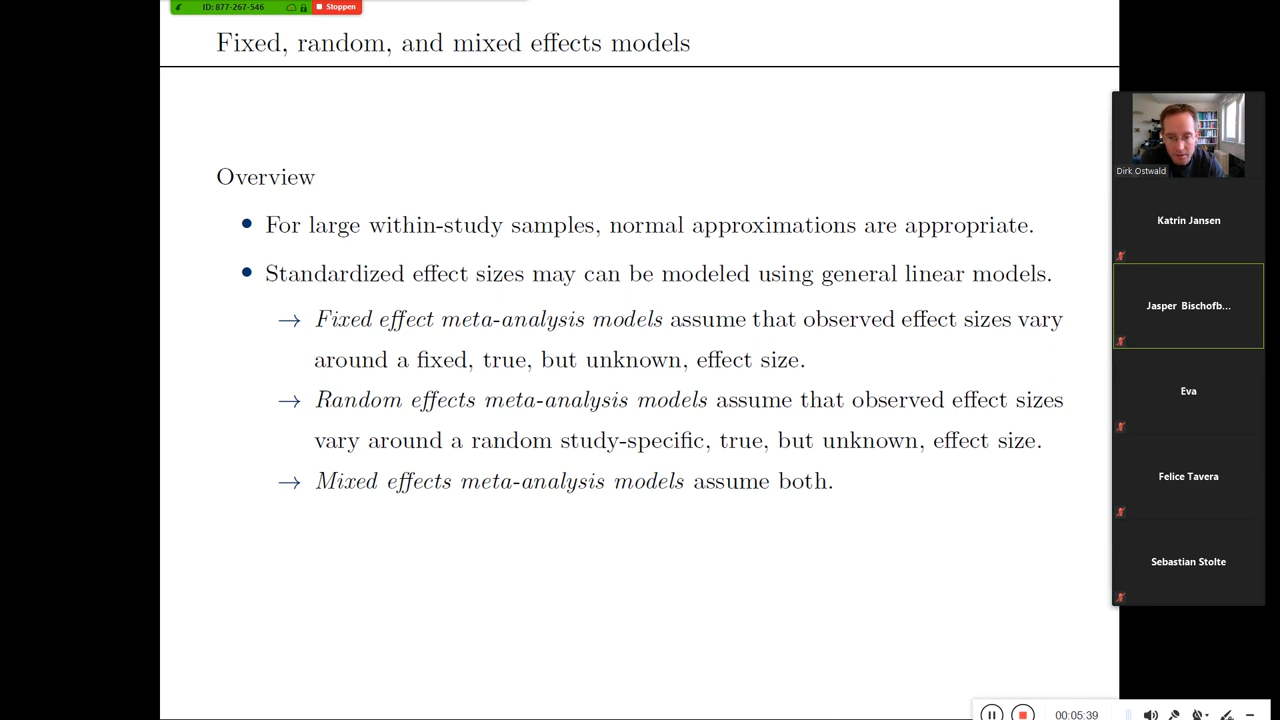 ID: 877-267-546
Stoppen
Fixed, random, and mixed effects models
Overview
• For large within-study samples, normal approximations are appropriate.
• Standardized effect sizes may can be modeled using general linear models.
→ Fixed effect meta-analysis models assume that observed effect sizes vary
around a fixed, true, but unknown, effect size.
→ Random effects meta-analysis models assume that observed effect sizes
vary around a random study-specific, true, but unknown, effect size.
→ Mixed effects meta-analysis models assume both.
Dirk Ostwald
Katrin Jansen
Jasper Bischofb...
Eva
Felice Tavera
Sebastian Stolte
00:05:39